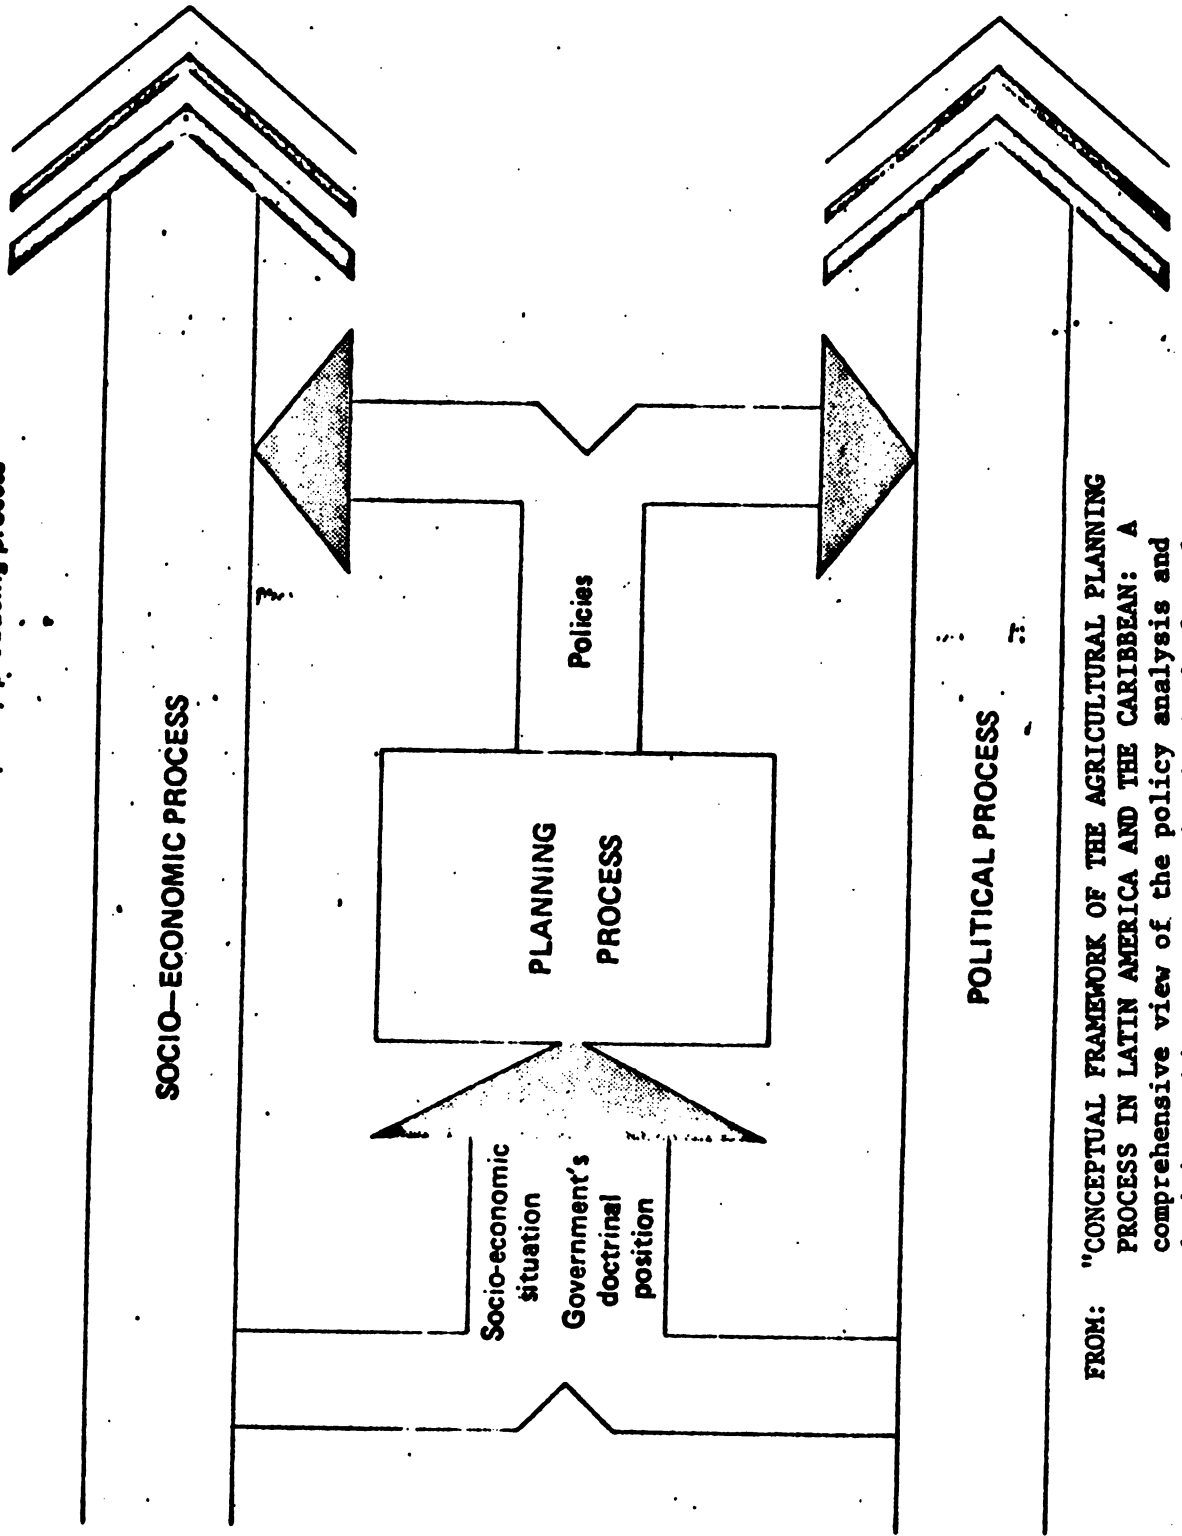 process
SOCIO–ECONOMIC PROCESS
Socio-economic
situation
Government's
doctrinal
position
PLANNING
PROCESS
Policies
POLITICAL PROCESS
FROM: "CONCEPTUAL FRAMEWORK OF THE AGRICULTURAL PLANNING
PROCESS IN LATIN AMERICA AND THE CARIBBEAN: A
comprehensive view of the policy analysis and